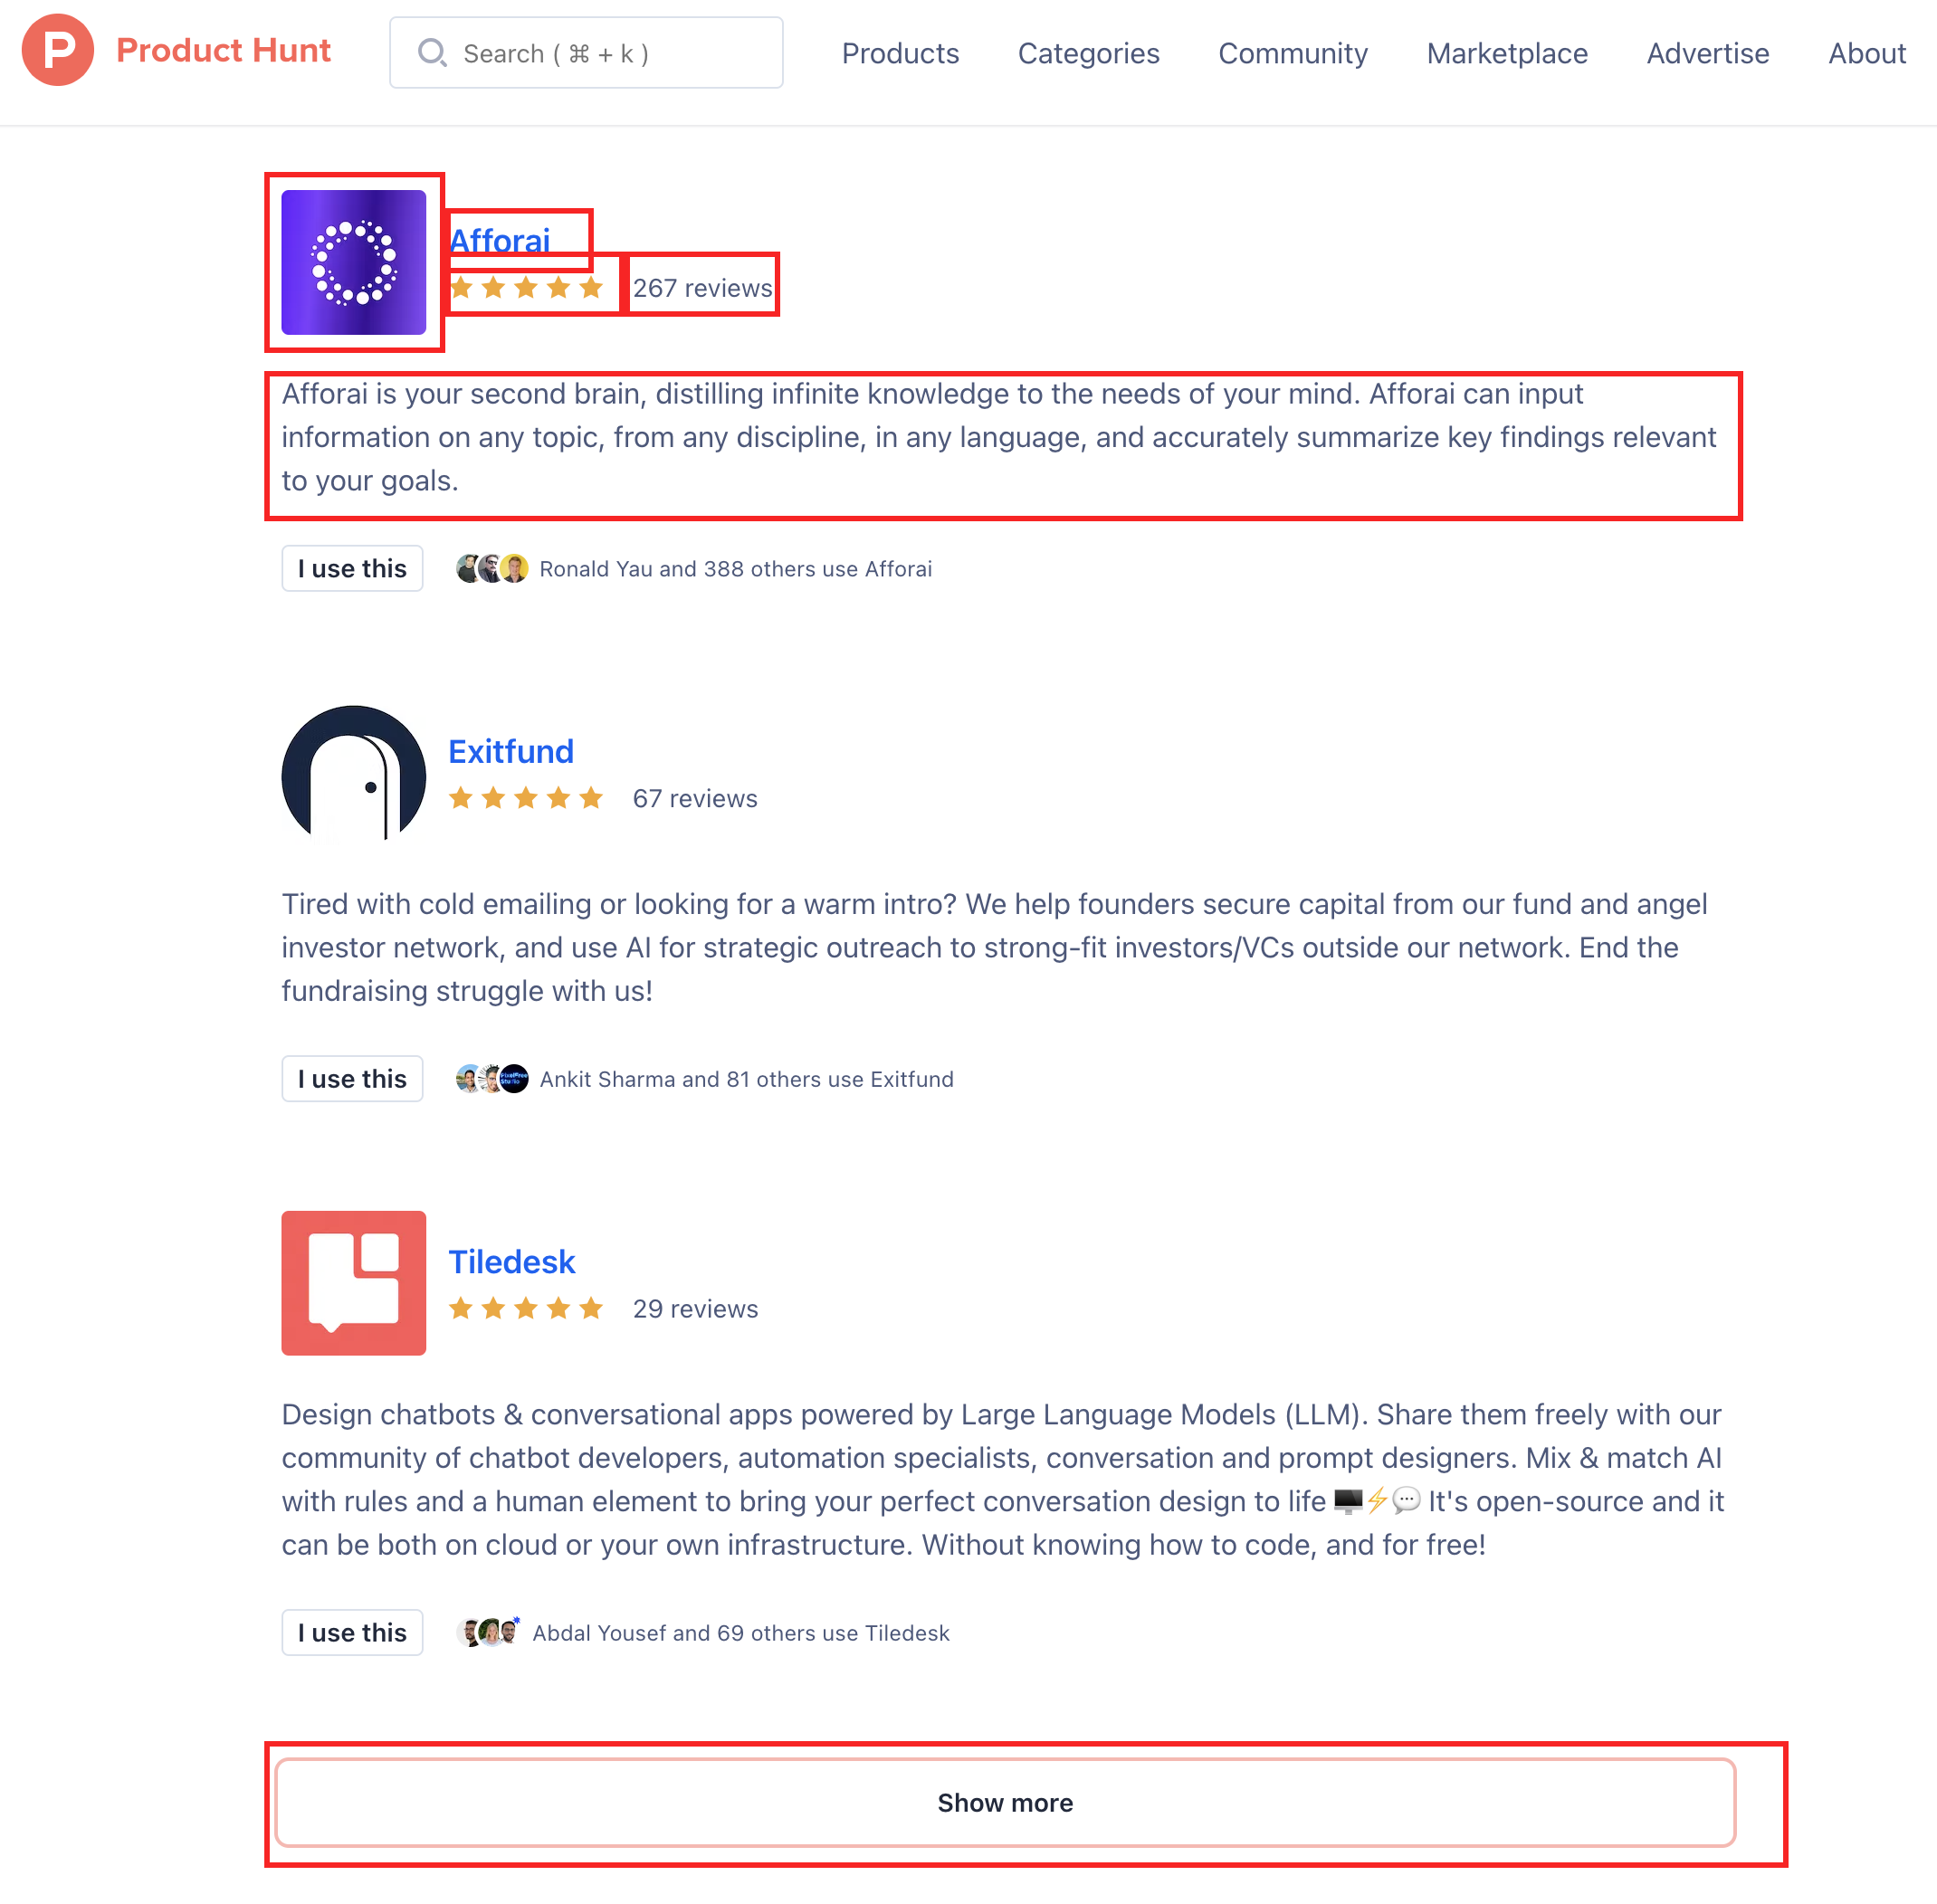 Product Hunt
Search ( ⌘ + k )
Products
Categories
Community
Marketplace
Advertise
About
Afforai
267 reviews
Afforai is your second brain, distilling infinite knowledge to the needs of your mind. Afforai can input
information on any topic, from any discipline, in any language, and accurately summarize key findings relevant
to your goals.
I use this
Ronald Yau and 388 others use Afforai
Exitfund
67 reviews
Tired with cold emailing or looking for a warm intro? We help founders secure capital from our fund and angel
investor network, and use AI for strategic outreach to strong-fit investors/VCs outside our network. End the
fundraising struggle with us!
I use this
Ankit Sharma and 81 others use Exitfund
Tiledesk
29 reviews
Design chatbots & conversational apps powered by Large Language Models (LLM). Share them freely with our
community of chatbot developers, automation specialists, conversation and prompt designers. Mix & match AI
with rules and a human element to bring your perfect conversation design to life 🖥️⚡💬 It's open-source and it
can be both on cloud or your own infrastructure. Without knowing how to code, and for free!
I use this
Abdal Yousef and 69 others use Tiledesk
Show more